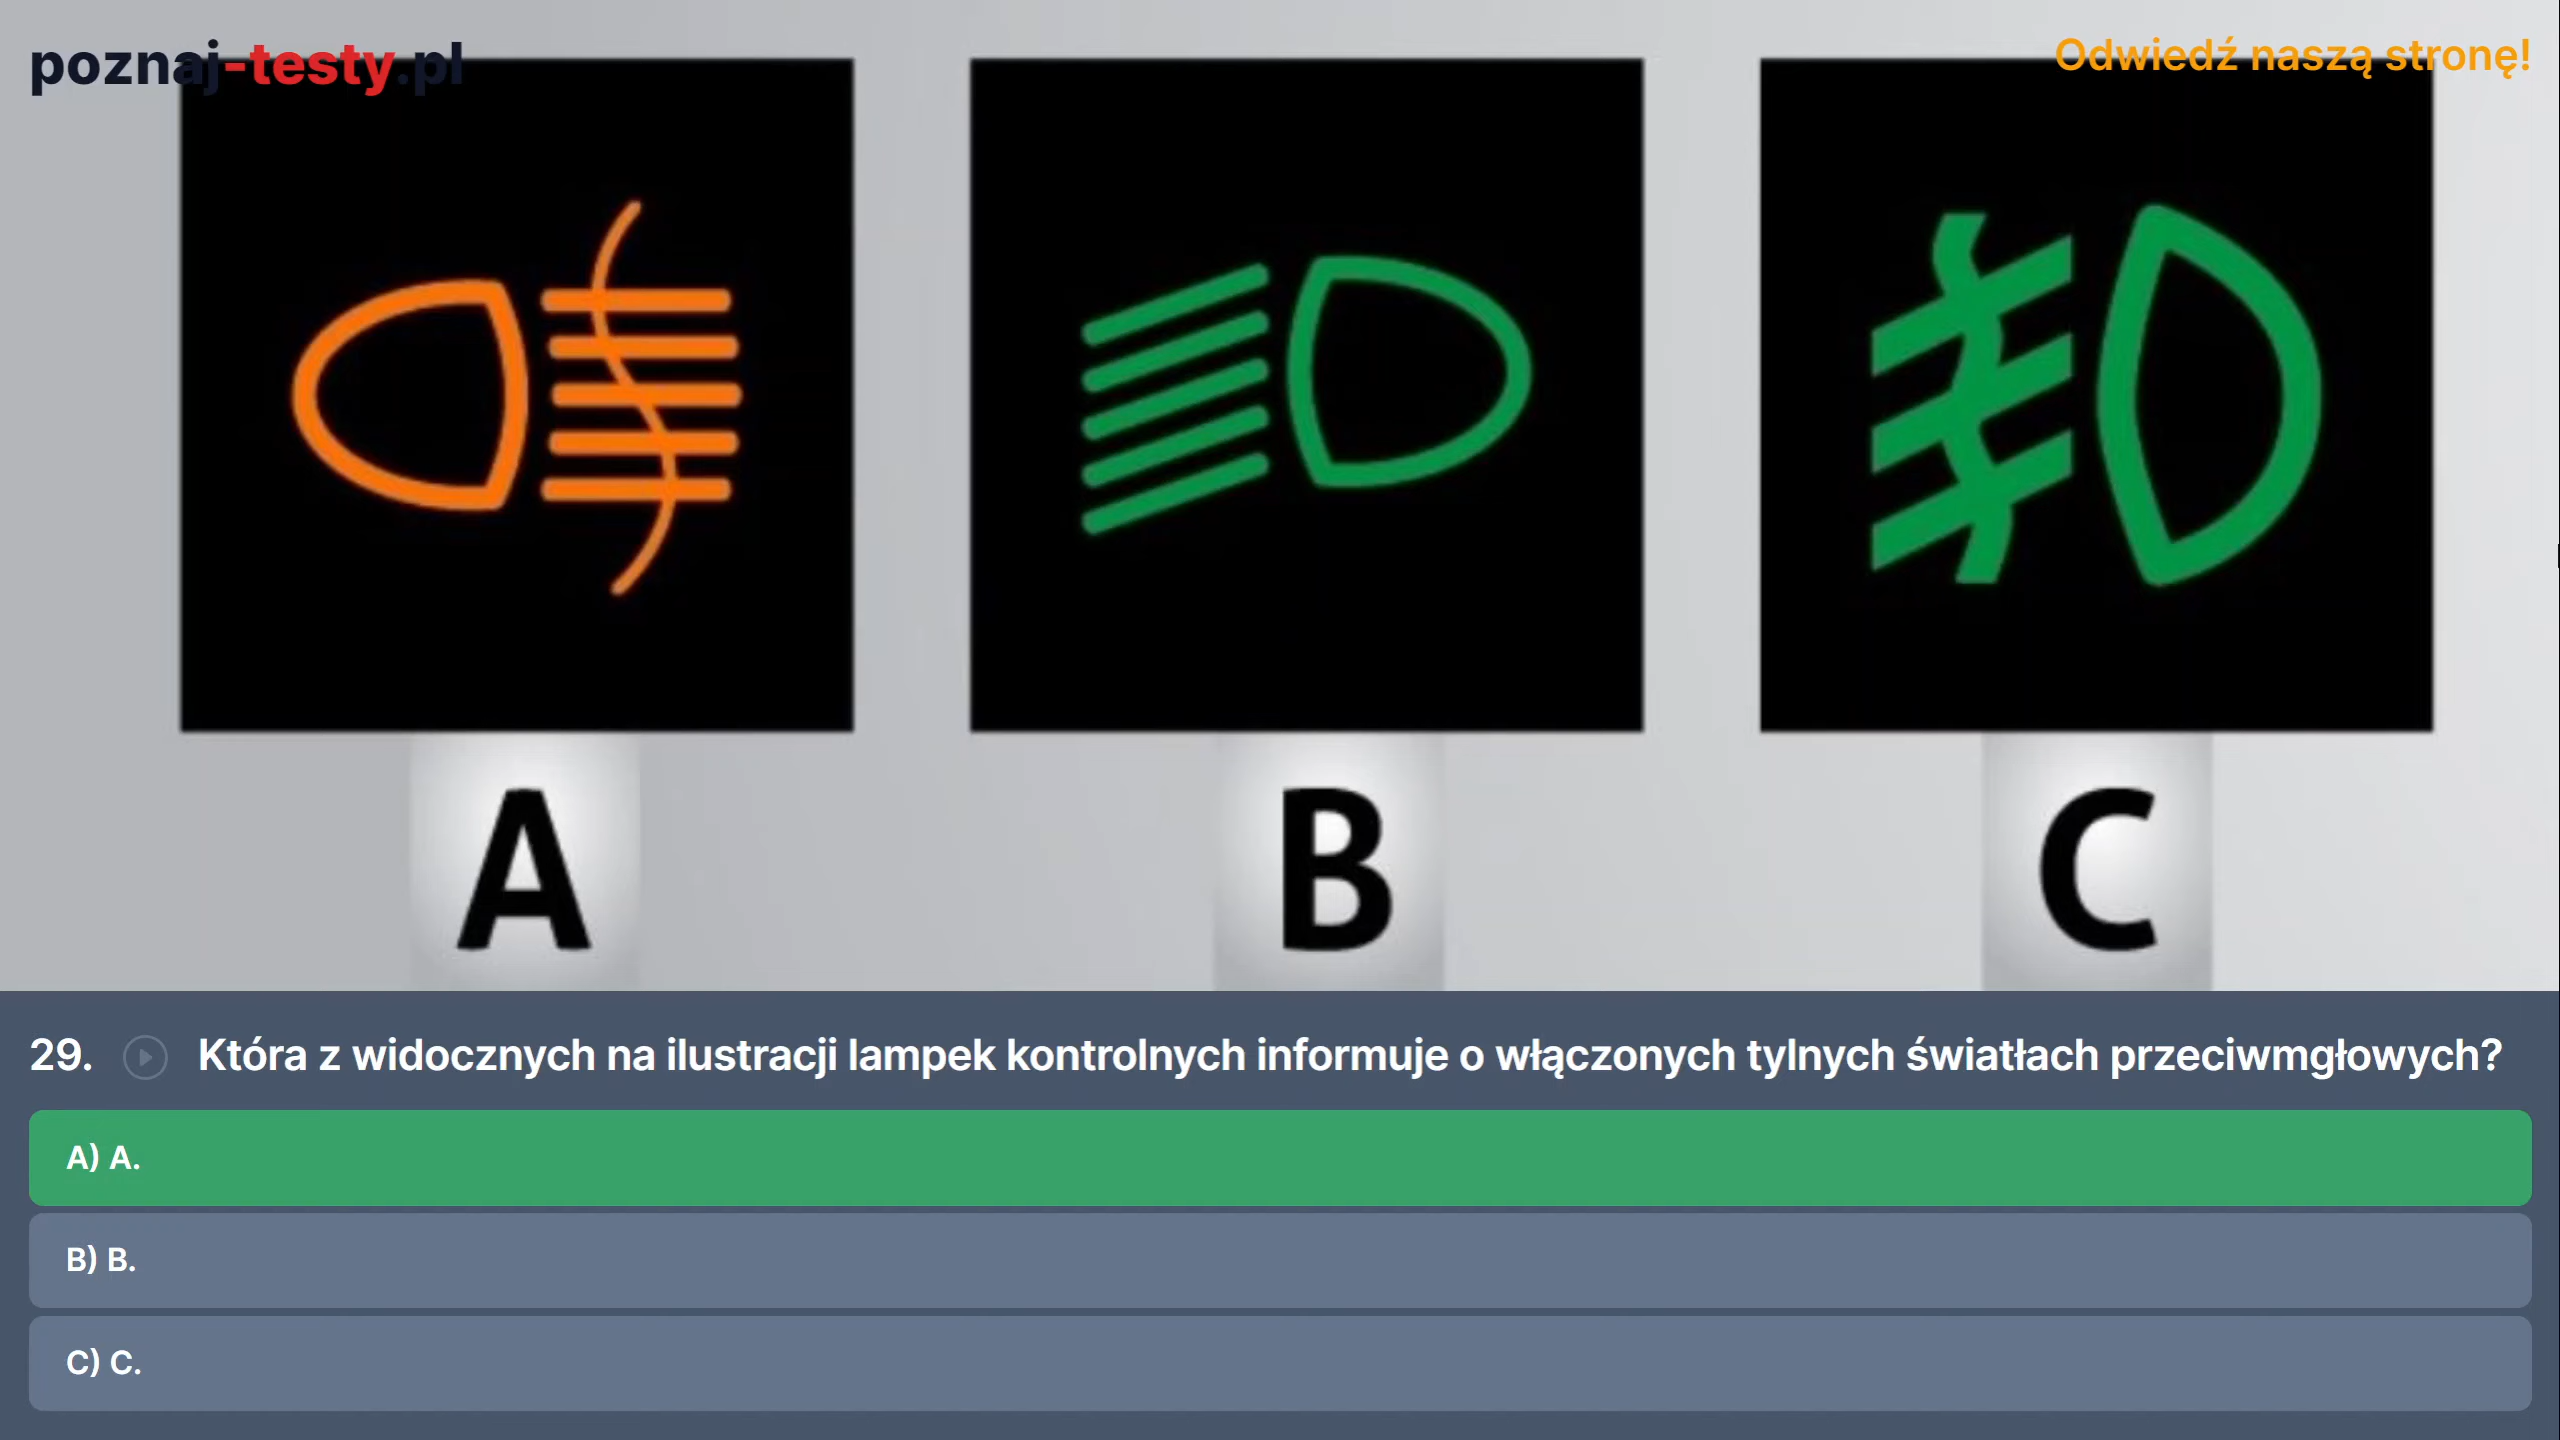 poznaj-testy.pl
Odwiedź naszą stronę!
A
B
C
29. Która z widocznych na ilustracji lampek kontrolnych informuje o włączonych tylnych światłach przeciwmgłowych?
A) A.
B) B.
C) C.